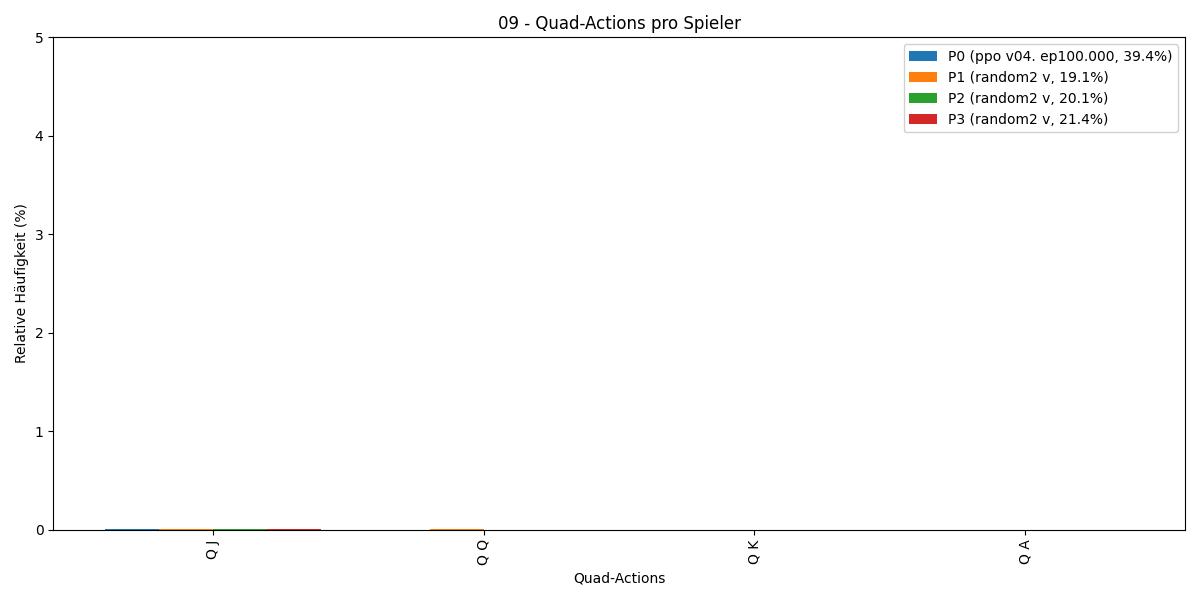 09 - Quad-Actions pro Spieler
P0 (ppo v04. ep100.000, 39.4%)
P1 (random2 v, 19.1%)
P2 (random2 v, 20.1%)
P3 (random2 v, 21.4%)
Relative Häufigkeit (%)
5
4
3
2
1
0
Q J
Q Q
Q K
Q A
Quad-Actions